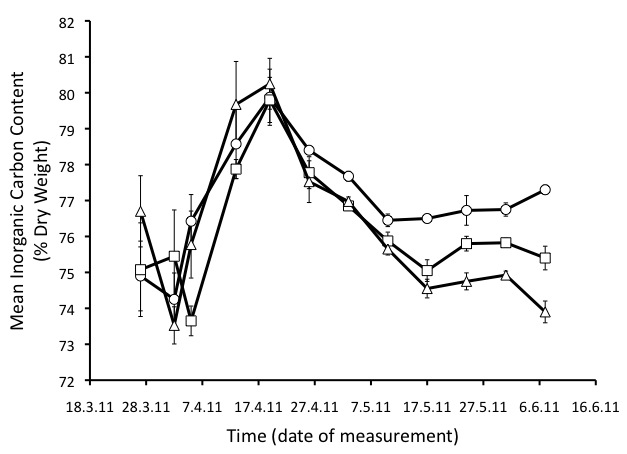 Mean Inorganic Carbon Content
(% Dry Weight)
82
81
80
79
78
77
76
75
74
73
72
18.3.11 28.3.11 7.4.11 17.4.11 27.4.11 7.5.11 17.5.11 27.5.11 6.6.11 16.6.11
Time (date of measurement)